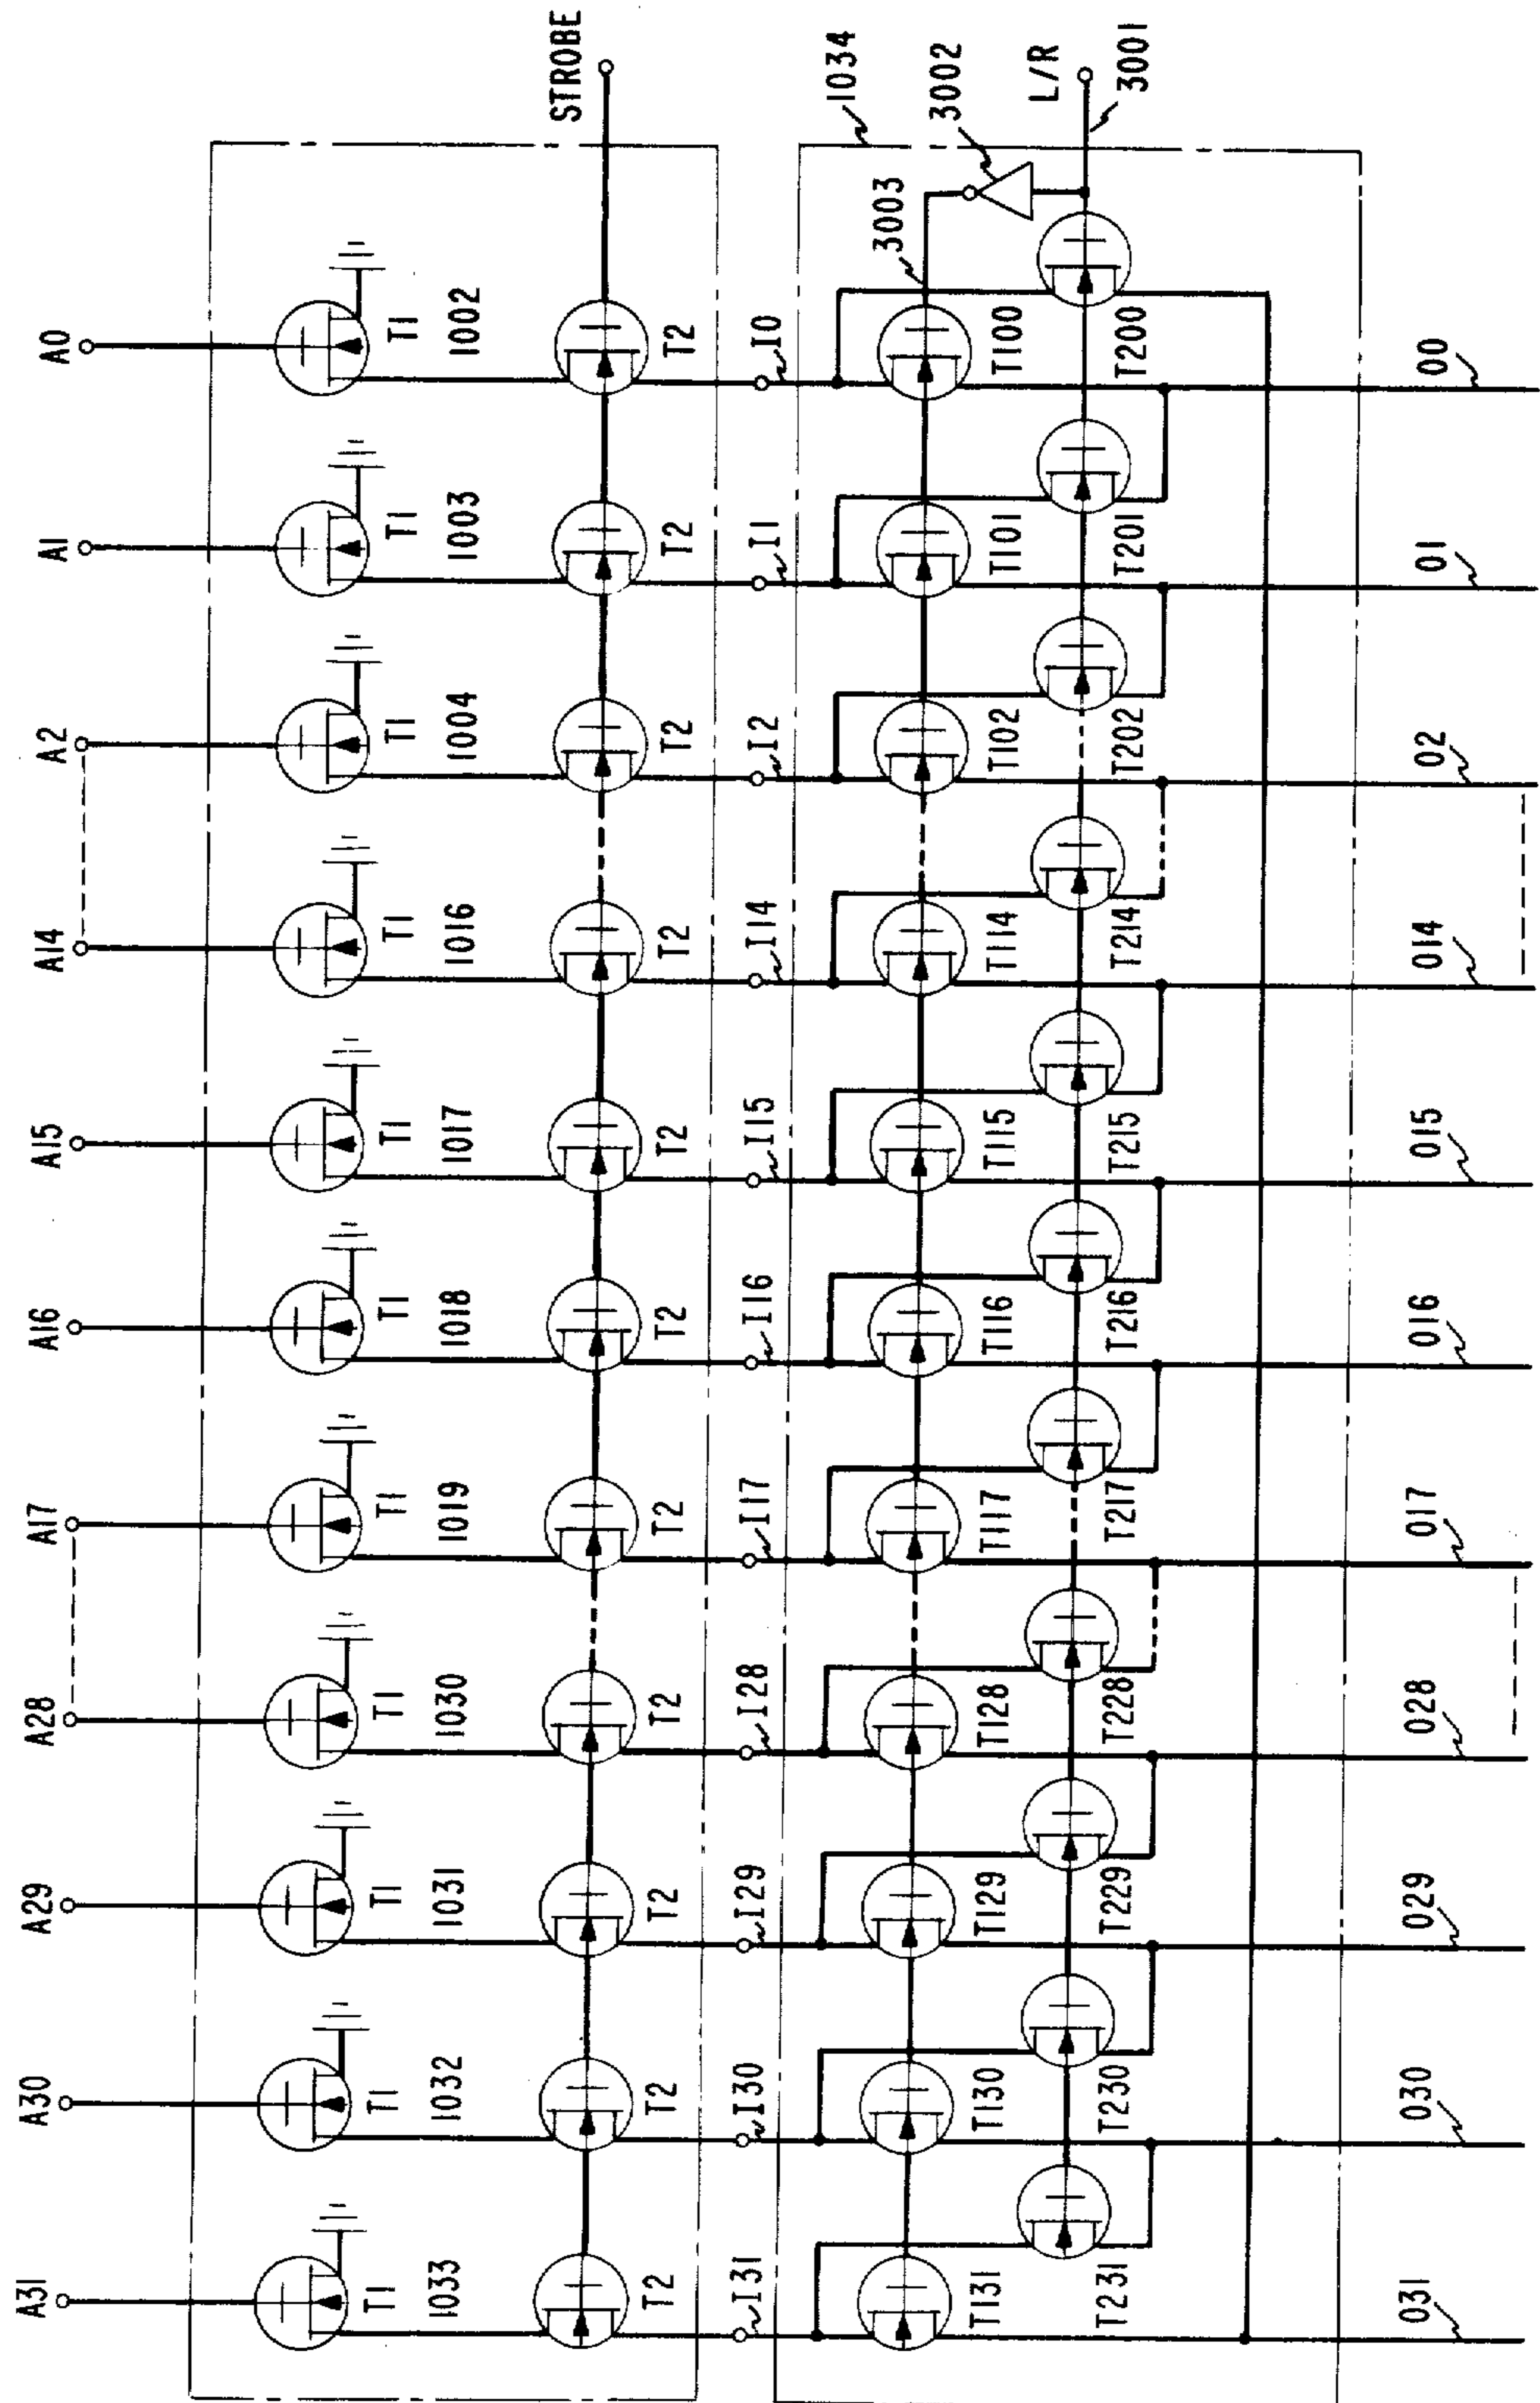 A31 A30 A29 A28 A17 A16 A15 A14 A2 A1 A0
T1 T1 T1 T1 T1 T1 T1 T1 T1 T1 T1
1033 1032 1031 1030 1019 1018 1017 1016 1004 1003 1002
STROBE
T2 T2 T2 T2 T2 T2 T2 T2 T2 T2 T2
I31 I30 I29 I28 I17 I16 I15 I14 I2 I1 I0
1034
3003
3002
T131 T130 T129 T128 T117 T116 T115 T114 T102 T101 T100
L/R
3001
T231 T230 T229 T228 T217 T216 T215 T214 T202 T201 T200
031 030 029 028 017 016 015 014 02 01 00